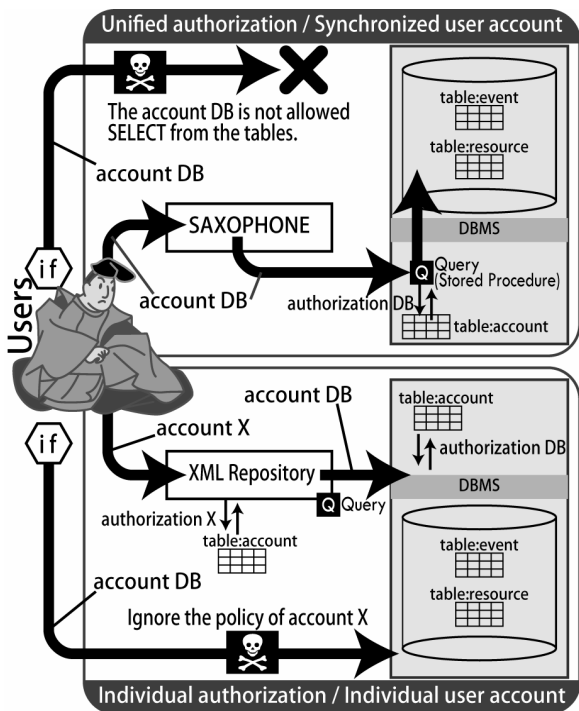 Unified authorization / Synchronized user account
The account DB is not allowed
SELECT from the tables.
account DB
table:event
table:resource
SAXOPHONE
DBMS
if
account DB
Q
Query
(Stored Procedure)
authorization DB
table:account
Users
if
account DB
account X
table:account
authorization DB
XML Repository
DBMS
Q
Query
authorization X
table:account
table:event
account DB
table:resource
Ignore the policy of account X
Individual authorization / Individual user account